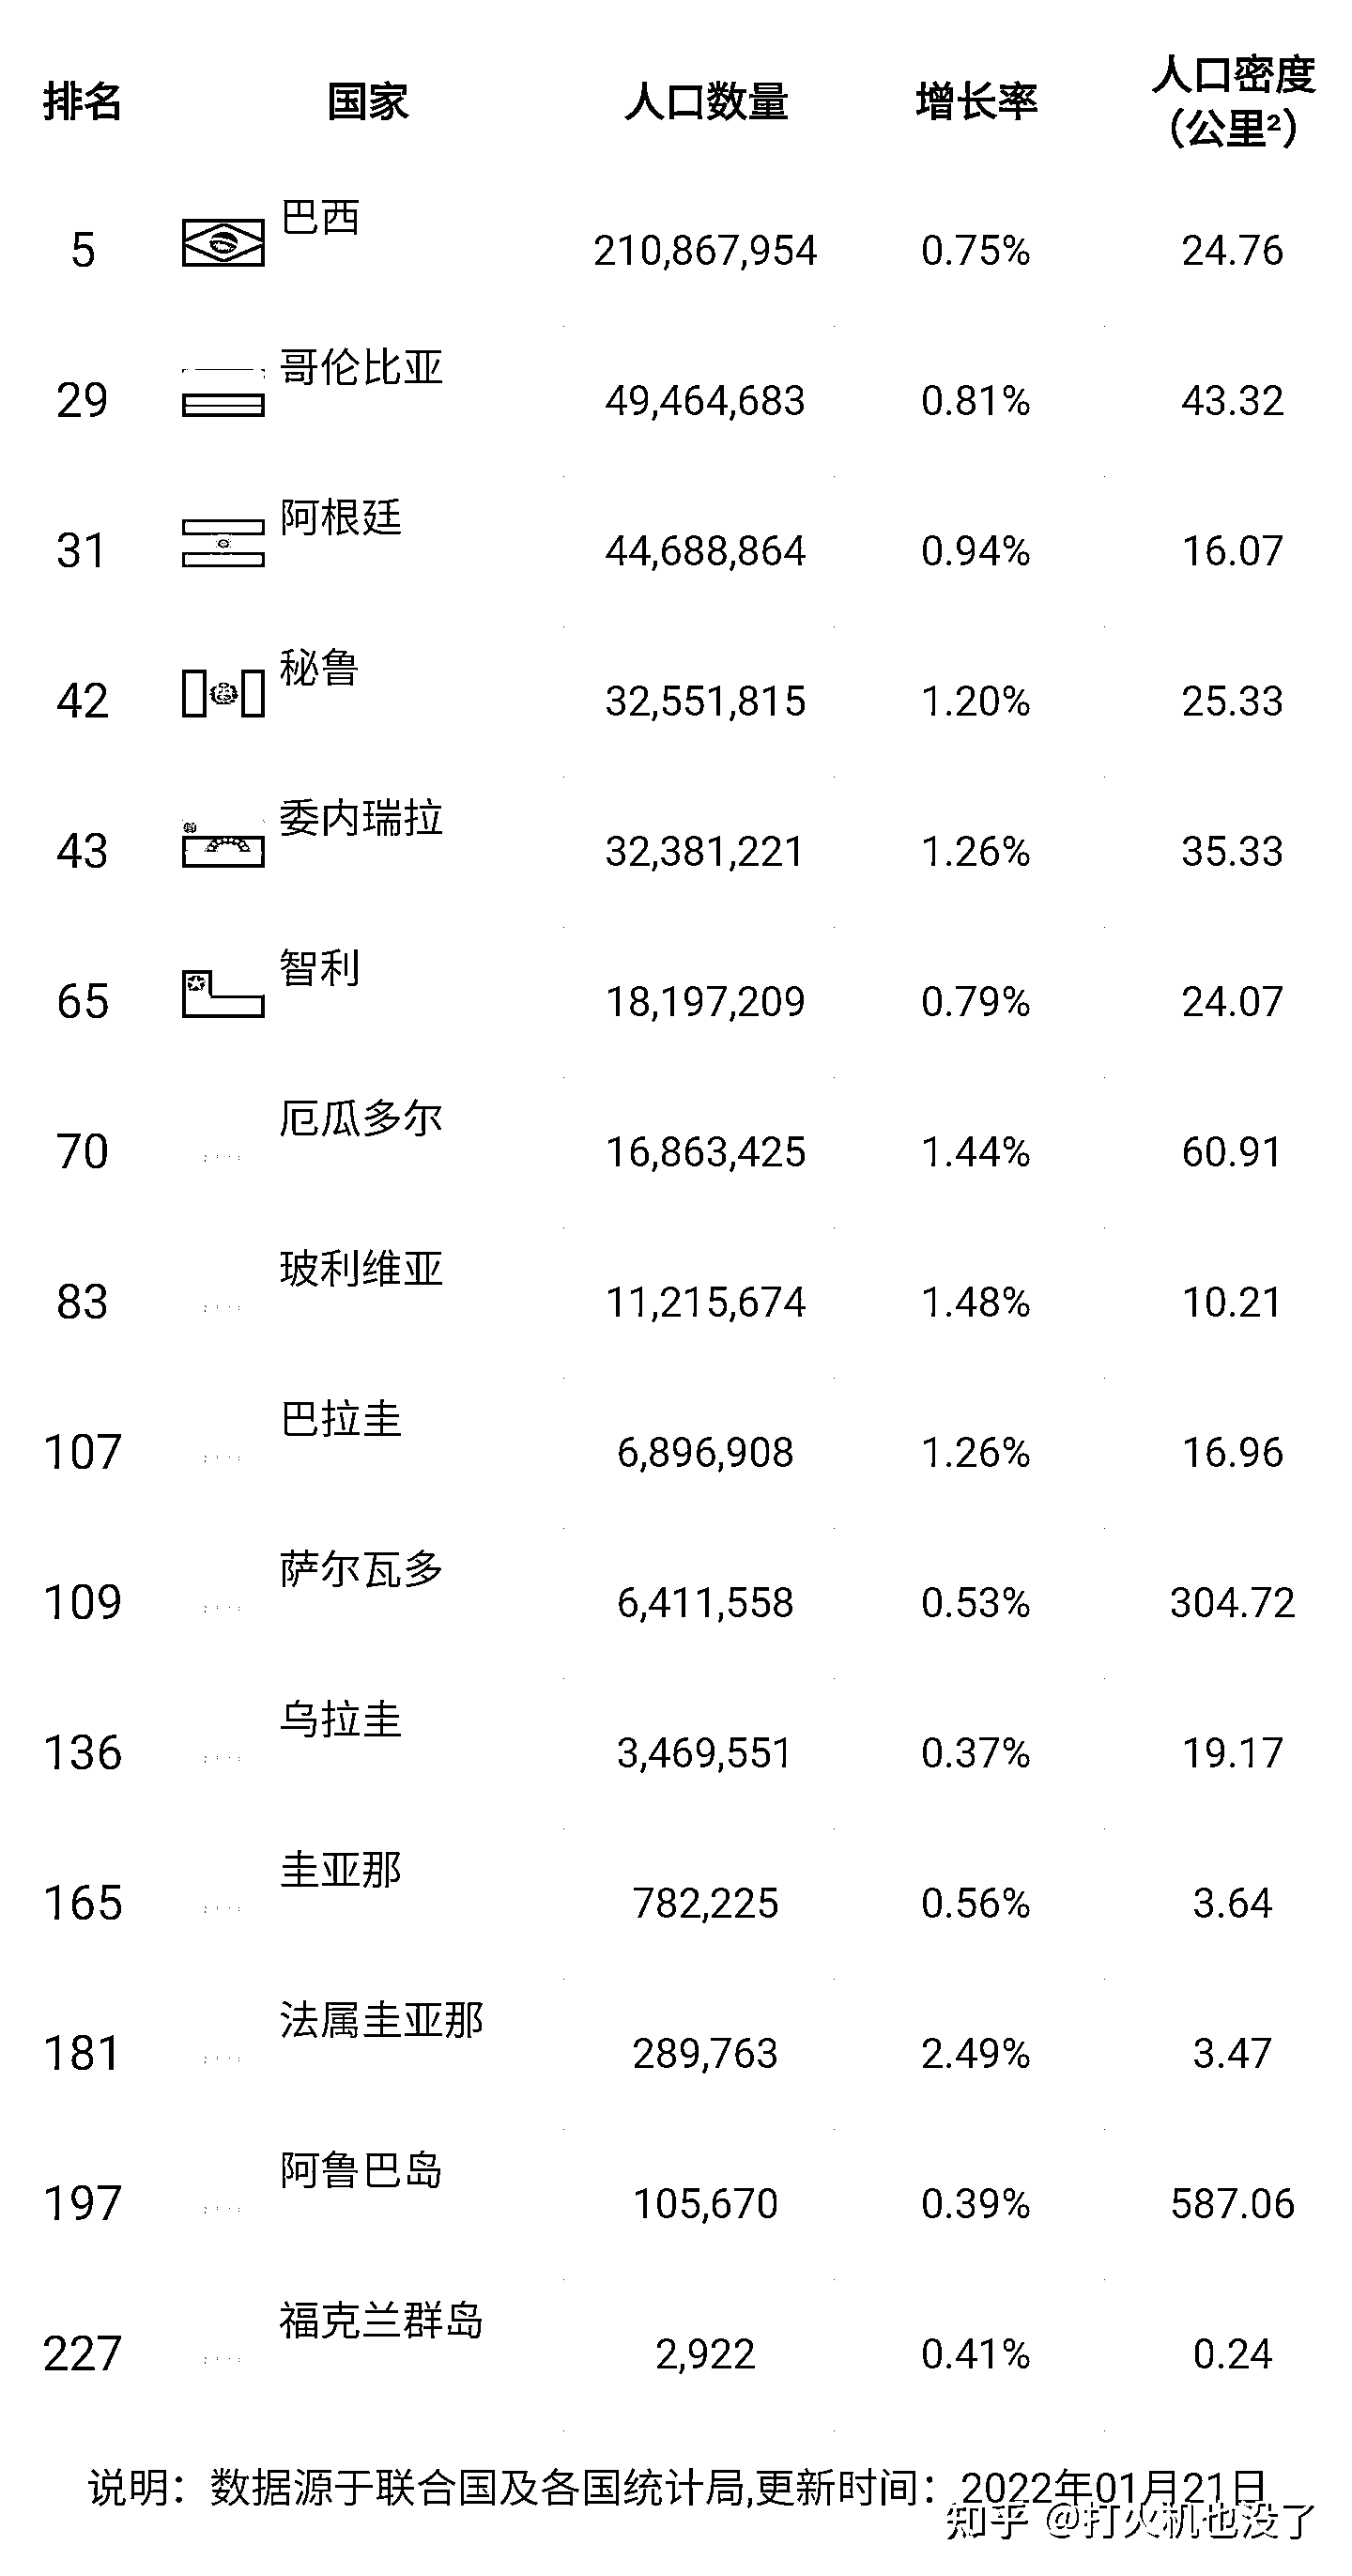 排名 国家 人口数量 增长率 人口密度
(公里²)
5 巴西 210,867,954 0.75% 24.76
29 哥伦比亚 49,464,683 0.81% 43.32
31 阿根廷 44,688,864 0.94% 16.07
42 秘鲁 32,551,815 1.20% 25.33
43 委内瑞拉 32,381,221 1.26% 35.33
65 智利 18,197,209 0.79% 24.07
70 厄瓜多尔 16,863,425 1.44% 60.91
83 玻利维亚 11,215,674 1.48% 10.21
107 巴拉圭 6,896,908 1.26% 16.96
109 萨尔瓦多 6,411,558 0.53% 304.72
136 乌拉圭 3,469,551 0.37% 19.17
165 圭亚那 782,225 0.56% 3.64
181 法属圭亚那 289,763 2.49% 3.47
197 阿鲁巴岛 105,670 0.39% 587.06
227 福克兰群岛 2,922 0.41% 0.24
说明：数据源于联合国及各国统计局,更新时间：2022年01月21日
知乎 @打火机也没了